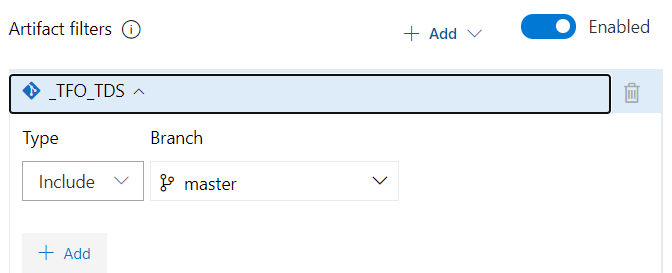 Artifact filters
Add
Enabled
_TFO_TDS
Type
Branch
Include
master
Add